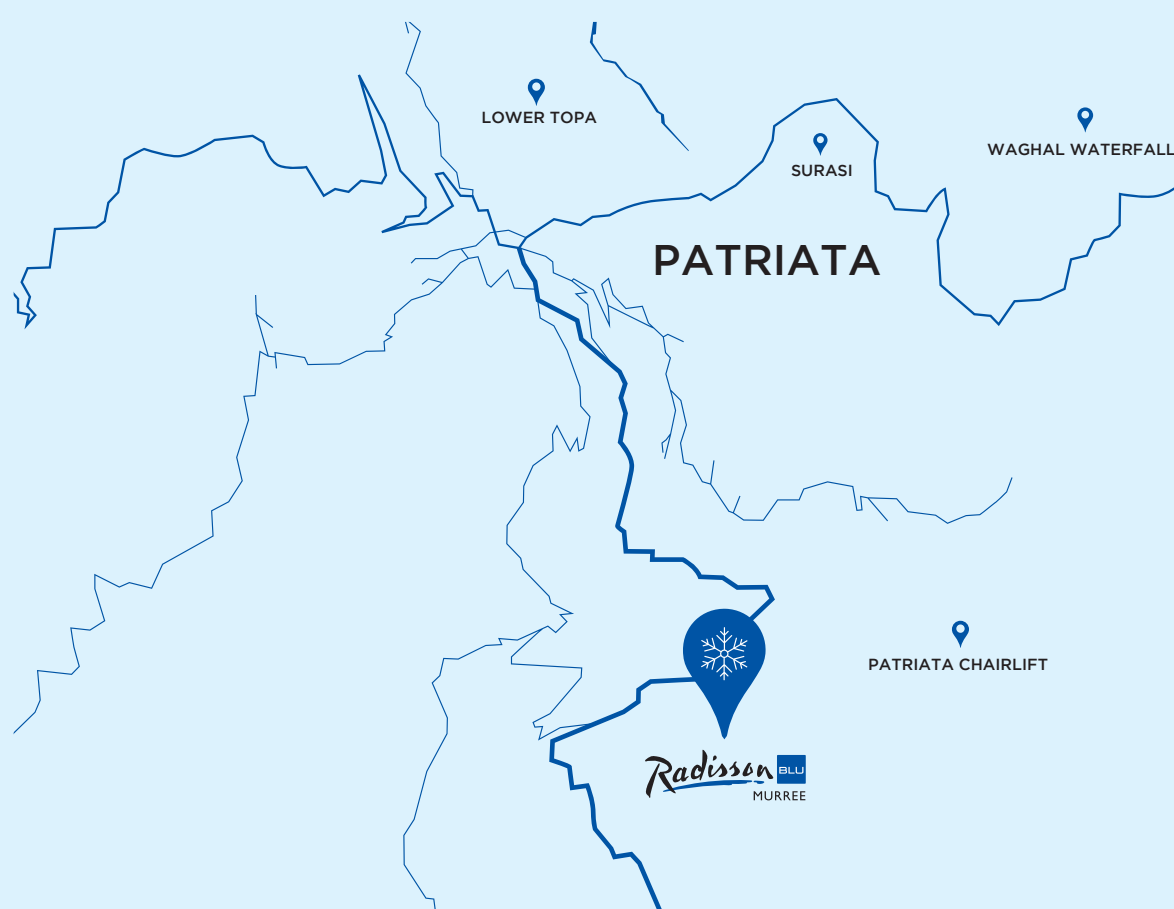 LOWER TOPA
SURASI
WAGHAL WATERFALL
PATRIATA
PATRIATA CHAIRLIFT
Radisson BLU
MURREE